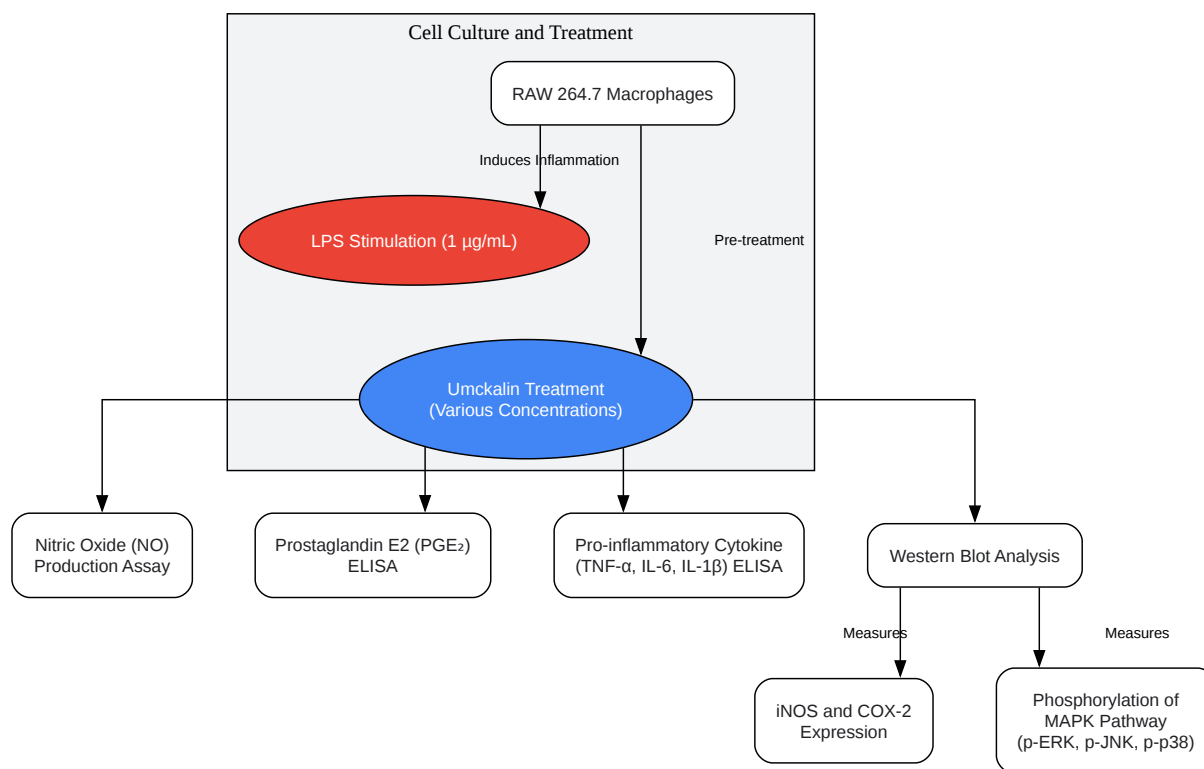 Cell Culture and Treatment
RAW 264.7 Macrophages
Induces Inflammation
LPS Stimulation (1 µg/mL)
Pre-treatment
Umckalin Treatment
(Various Concentrations)
Nitric Oxide (NO)
Production Assay
Prostaglandin E2 (PGE₂)
ELISA
Pro-inflammatory Cytokine
(TNF-α, IL-6, IL-1β) ELISA
Western Blot Analysis
Measures
Measures
iNOS and COX-2
Expression
Phosphorylation of
MAPK Pathway
(p-ERK, p-JNK, p-p38)